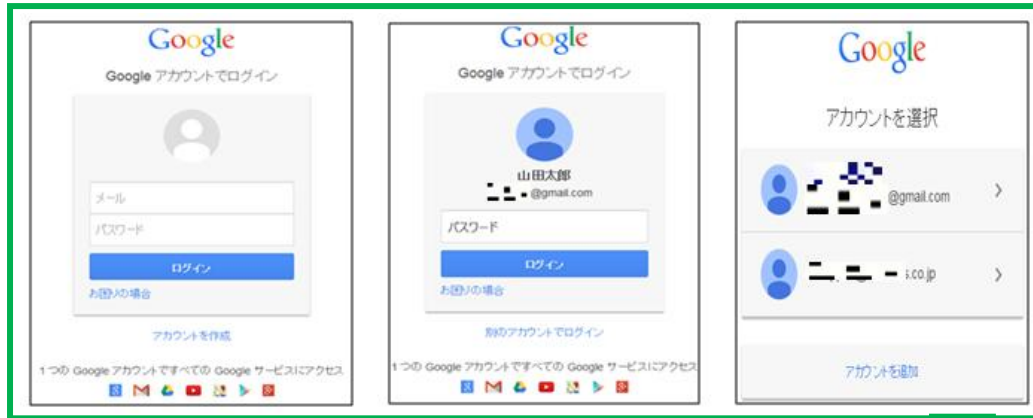 Google
Google アカウントでログイン
メール
パスワード
ログイン
お困りの場合
アカウントを作成
1つの Google アカウントですべての Google サービスにアクセス
Google
Google アカウントでログイン
山田太郎
@gmail.com
パスワード
ログイン
お困りの場合
別のアカウントでログイン
1つの Google アカウントですべての Google サービスにアクセス
Google
アカウントを選択
@gmail.com
s.co.jp
アカウントを追加